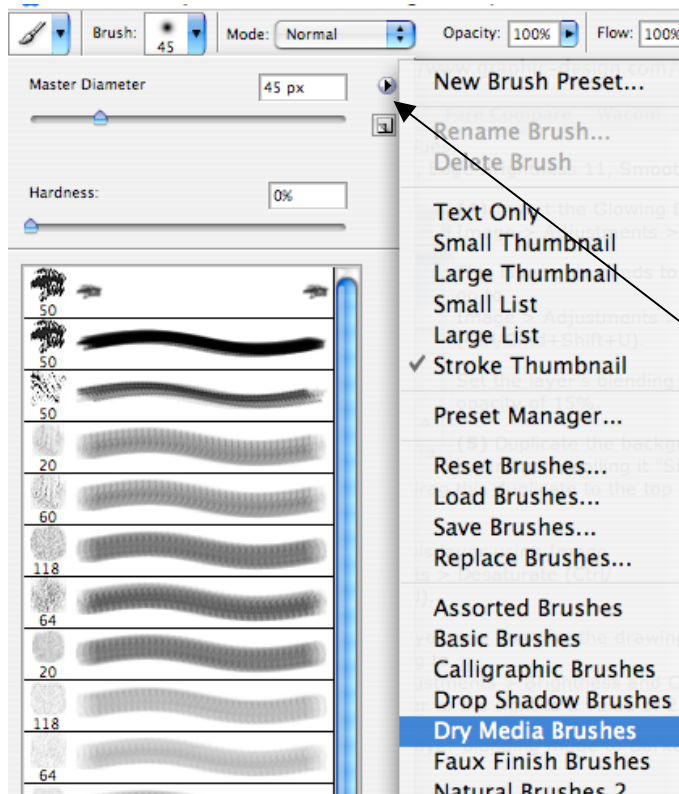 Brush: 45 Mode: Normal Opacity: 100% Flow: 100%
Master Diameter 45 px
Hardness: 0%
50
50
50
20
60
118
64
20
118
64
New Brush Preset...
Rename Brush...
Delete Brush
Text Only
Small Thumbnail
Large Thumbnail
Small List
Large List
✓ Stroke Thumbnail
Preset Manager...
Reset Brushes...
Load Brushes...
Save Brushes...
Replace Brushes...
Assorted Brushes
Basic Brushes
Calligraphic Brushes
Drop Shadow Brushes
Dry Media Brushes
Faux Finish Brushes
Natural Brushes 2